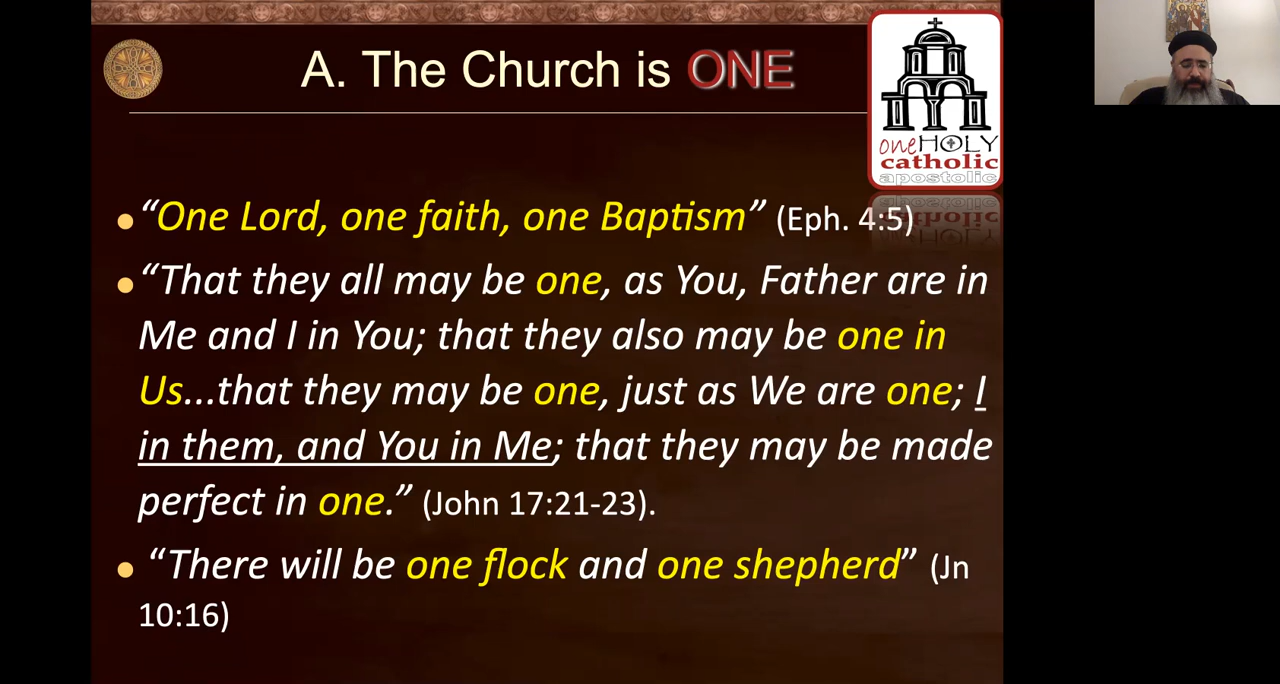 A. The Church is ONE
one HOLY
catholic
apostolic
“One Lord, one faith, one Baptism” (Eph. 4:5)
“That they all may be one, as You, Father are in
Me and I in You; that they also may be one in
Us...that they may be one, just as We are one; I
in them, and You in Me; that they may be made
perfect in one.” (John 17:21-23).
“There will be one flock and one shepherd” (Jn
10:16)